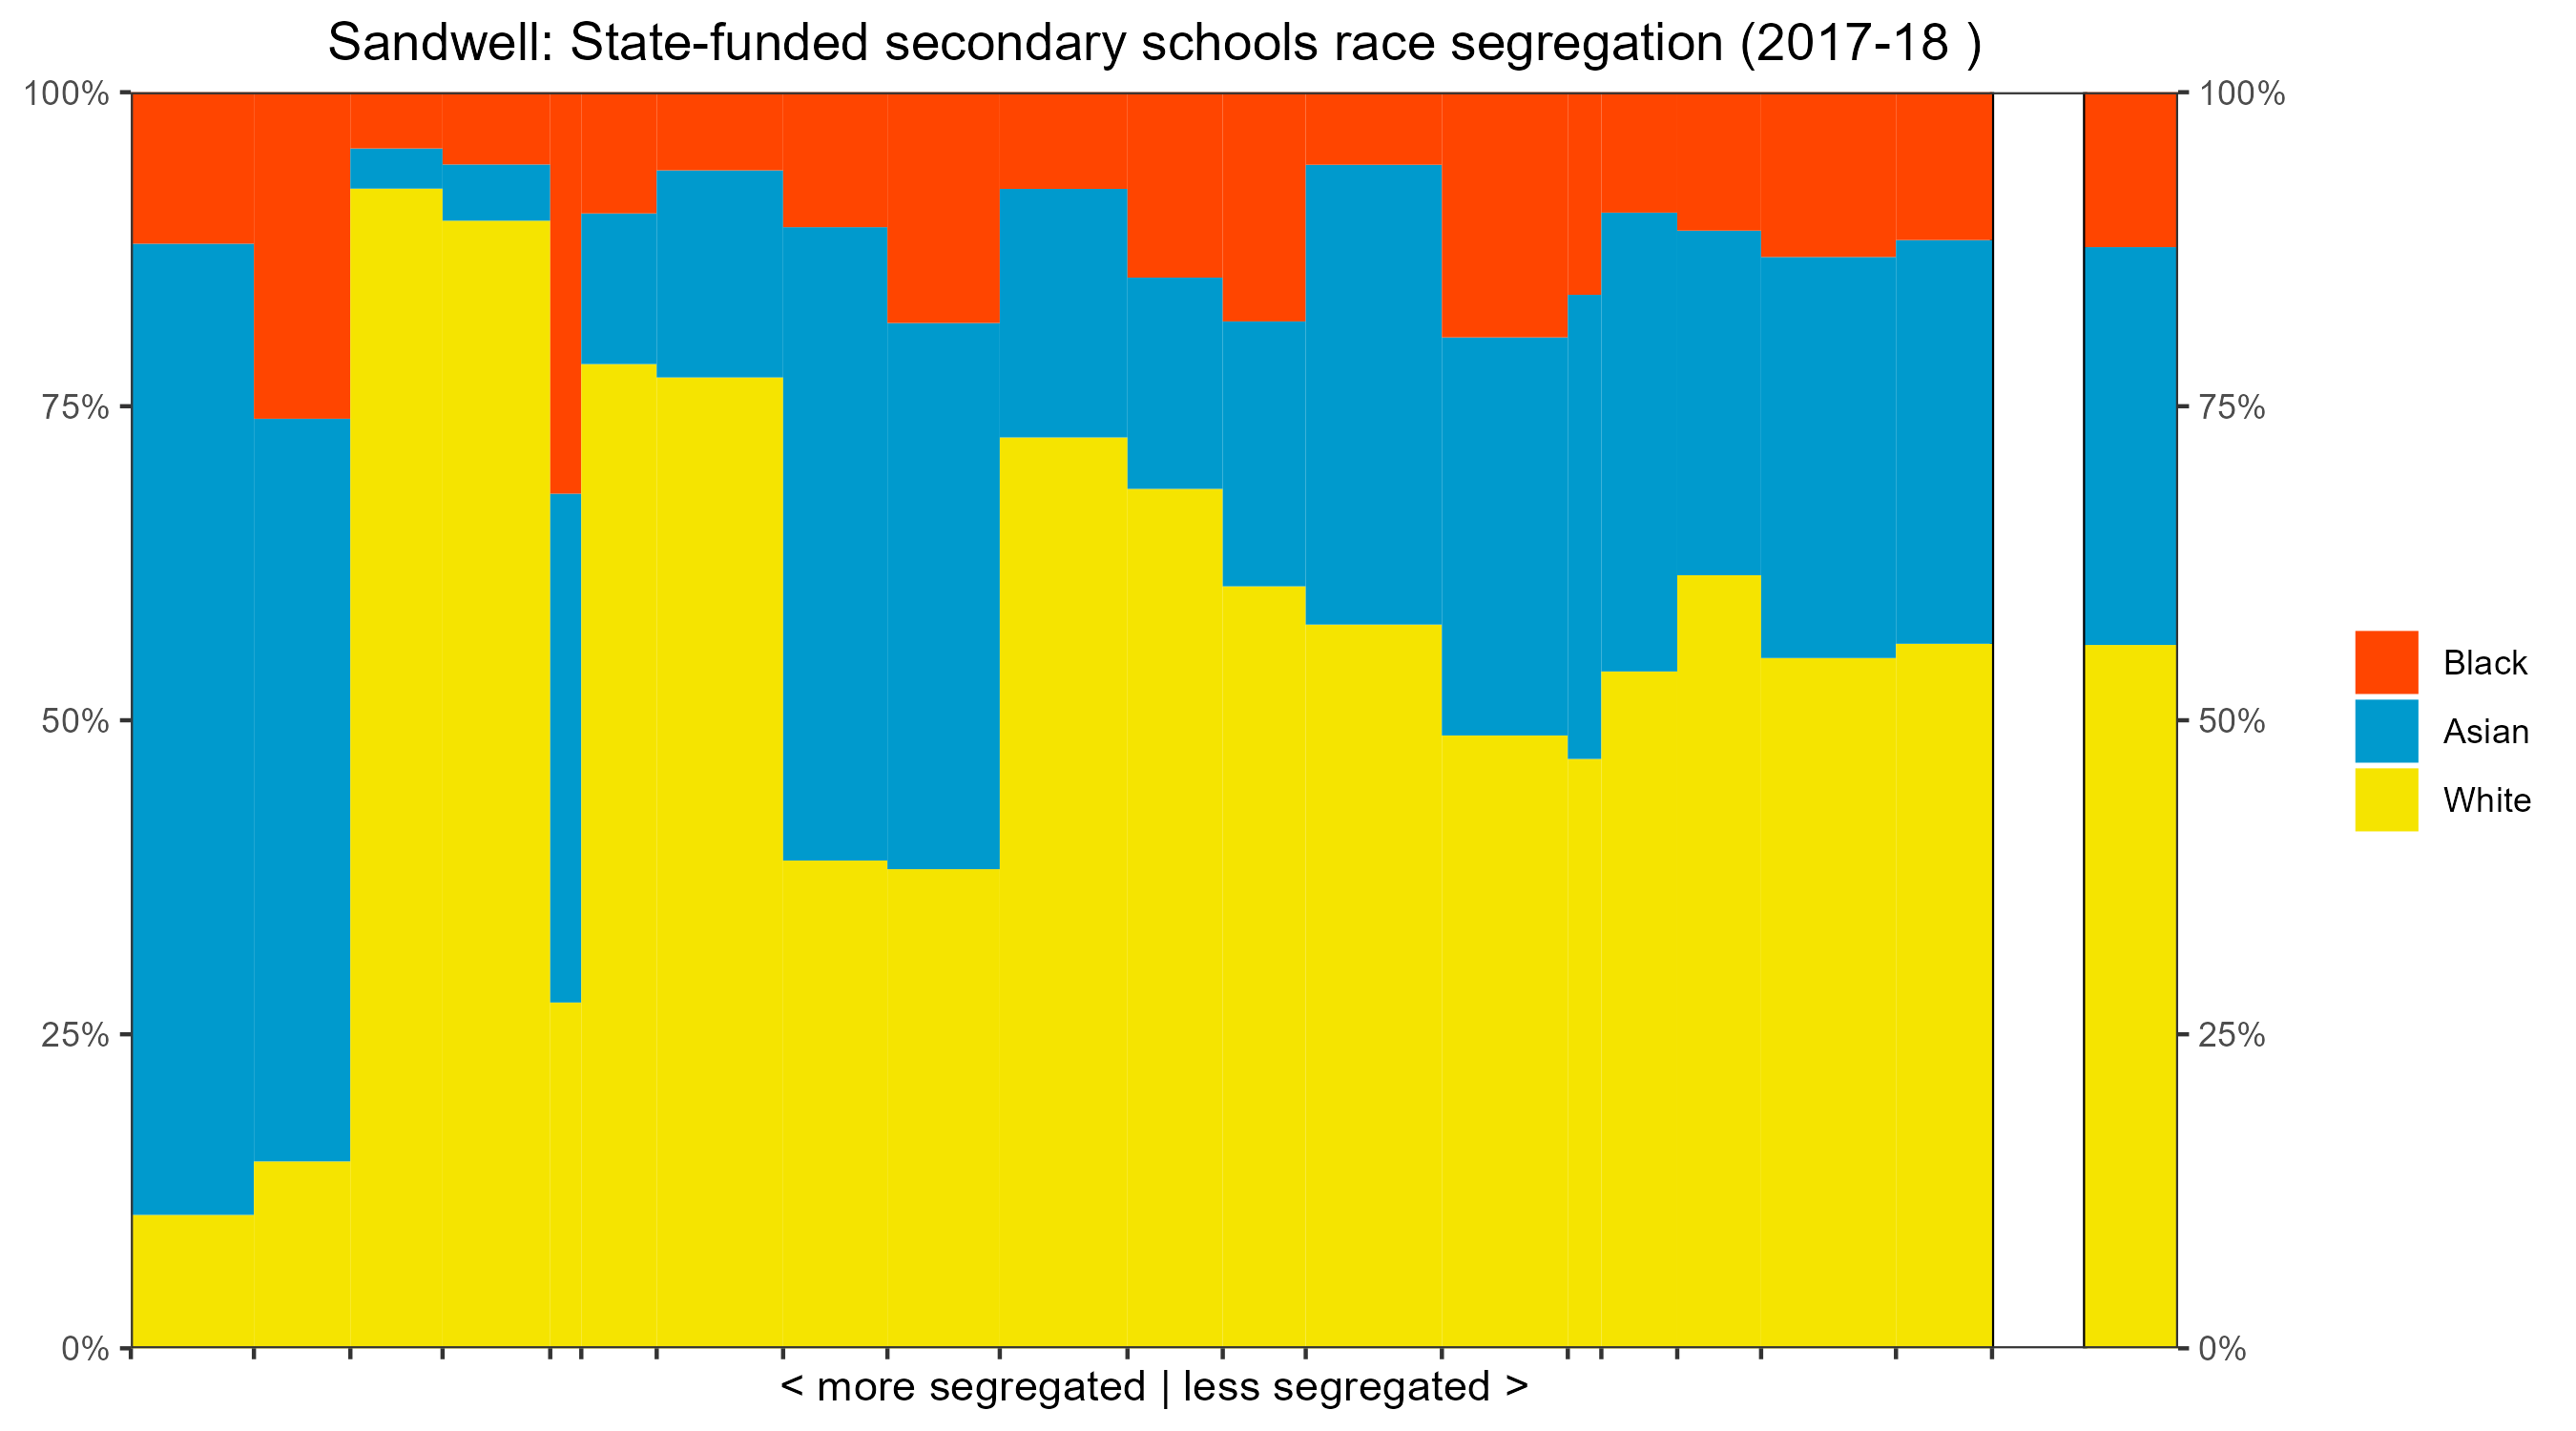 Sandwell: State-funded secondary schools race segregation (2017-18 )
100%
100%
75%
75%
50%
50%
25%
25%
0%
0%
Black
Asian
White
< more segregated | less segregated >